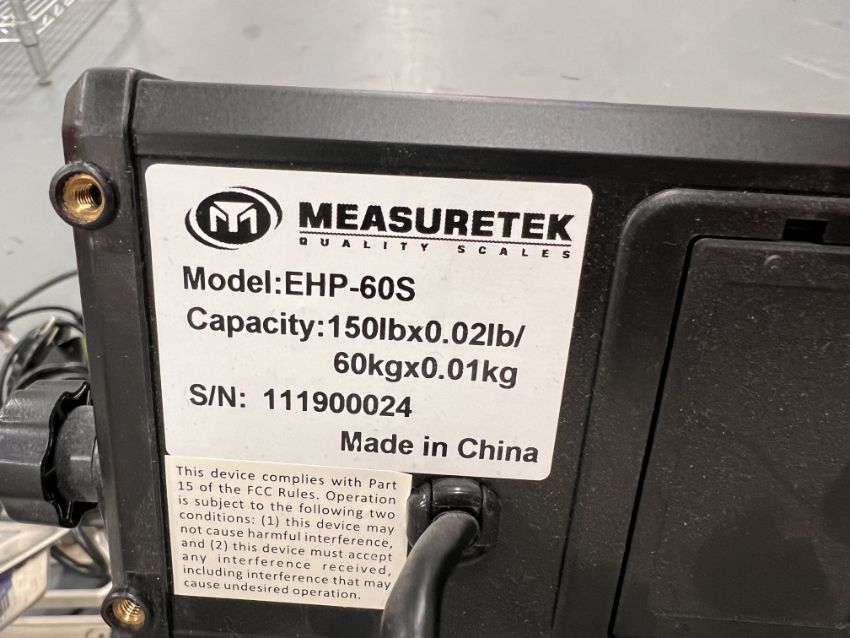 MEASURETEK
QUALITY SCALES
Model:EHP-60S
Capacity:150lbx0.02lb/
60kgx0.01kg
S/N: 111900024
Made in China
This device complies with Part
15 of the FCC Rules. Operation
is subject to the following two
conditions: (1) this device may
not cause harmful interference,
and (2) this device must accept
any interference received,
including interference that may
cause undesired operation.